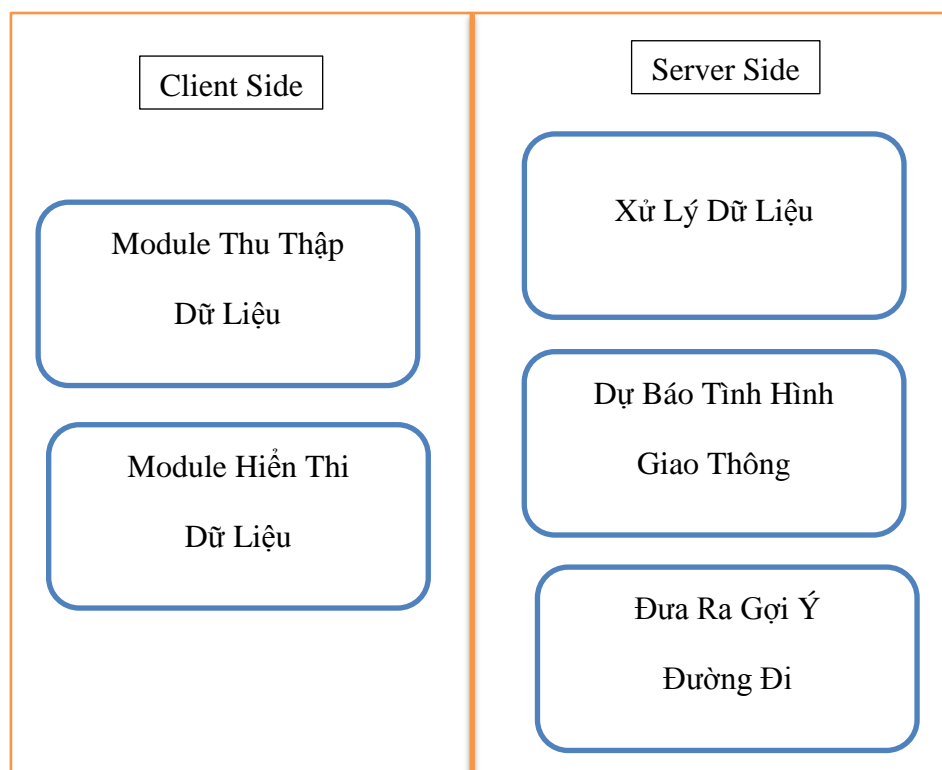 Client Side
Module Thu Thập
Dữ Liệu
Module Hiển Thi
Dữ Liệu
Server Side
Xử Lý Dữ Liệu
Dự Báo Tình Hình
Giao Thông
Đưa Ra Gợi Ý
Đường Đi